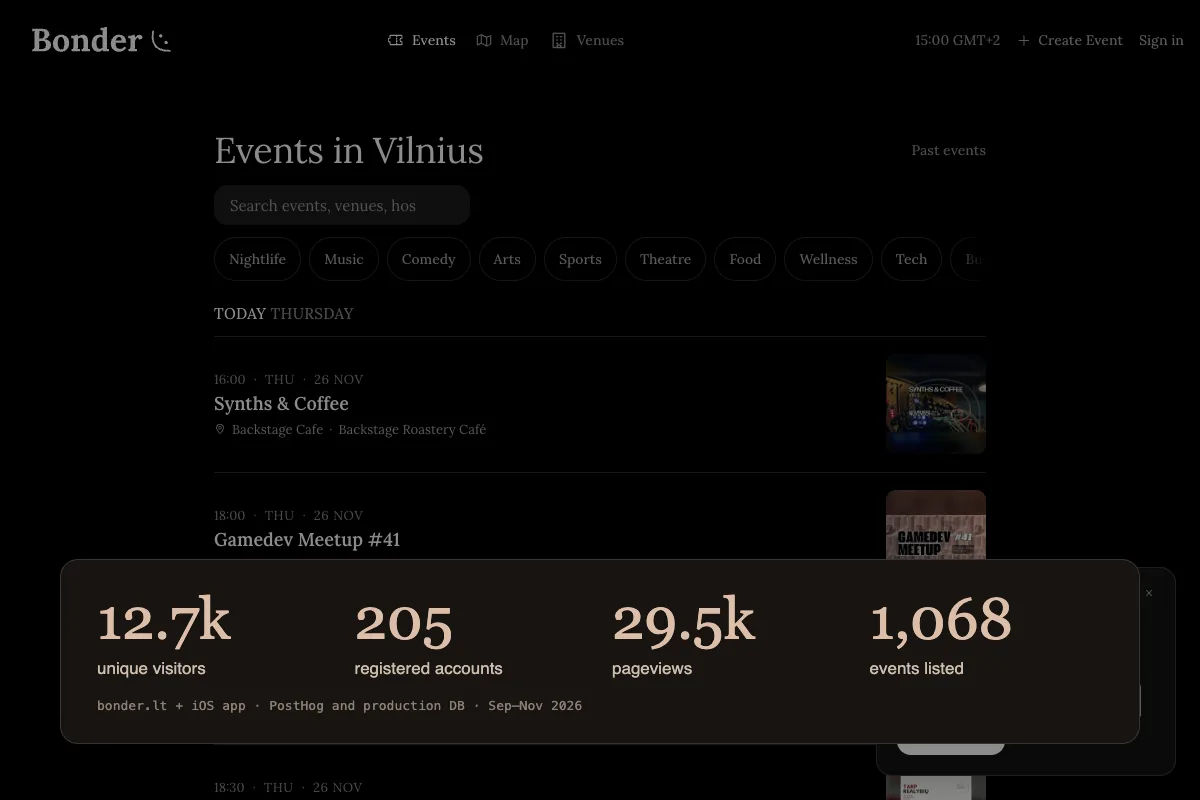 Bonder
Events Map Venues 15:00 GMT+2 + Create Event Sign in
Events in Vilnius
Past events
Search events, venues, hos
Nightlife Music Comedy Arts Sports Theatre Food Wellness Tech Bu
TODAY THURSDAY
16:00 · THU · 26 NOV
Synths & Coffee
Backstage Cafe · Backstage Roastery Café
SYNTHS & COFFEE
18:00 · THU · 26 NOV
Gamedev Meetup #41
GAMEDEV #41
MEETUP
×
12.7k 205 29.5k 1,068
unique visitors registered accounts pageviews events listed
bonder.lt + iOS app · PostHog and production DB · Sep–Nov 2026
18:30 · THU · 26 NOV